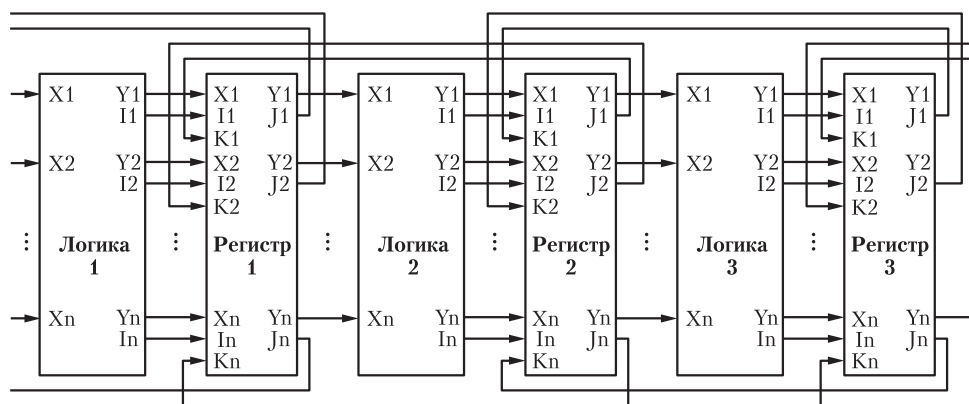 X1 Y1 X1 Y1 X1 Y1 X1 Y1 X1 Y1 X1 Y1
I1 I1 J1 I1 I1 J1 I1 I1 J1
K1 K1 K1
X2 Y2 X2 Y2 X2 Y2 X2 Y2 X2 Y2 X2 Y2
I2 I2 J2 I2 I2 J2 I2 I2 J2
K2 K2 K2
Логика Регистр Логика Регистр Логика Регистр
1 1 2 2 3 3
Xn Yn Xn Yn Xn Yn Xn Yn Xn Yn Xn Yn
In In Jn In In Jn In In Jn
Kn Kn Kn